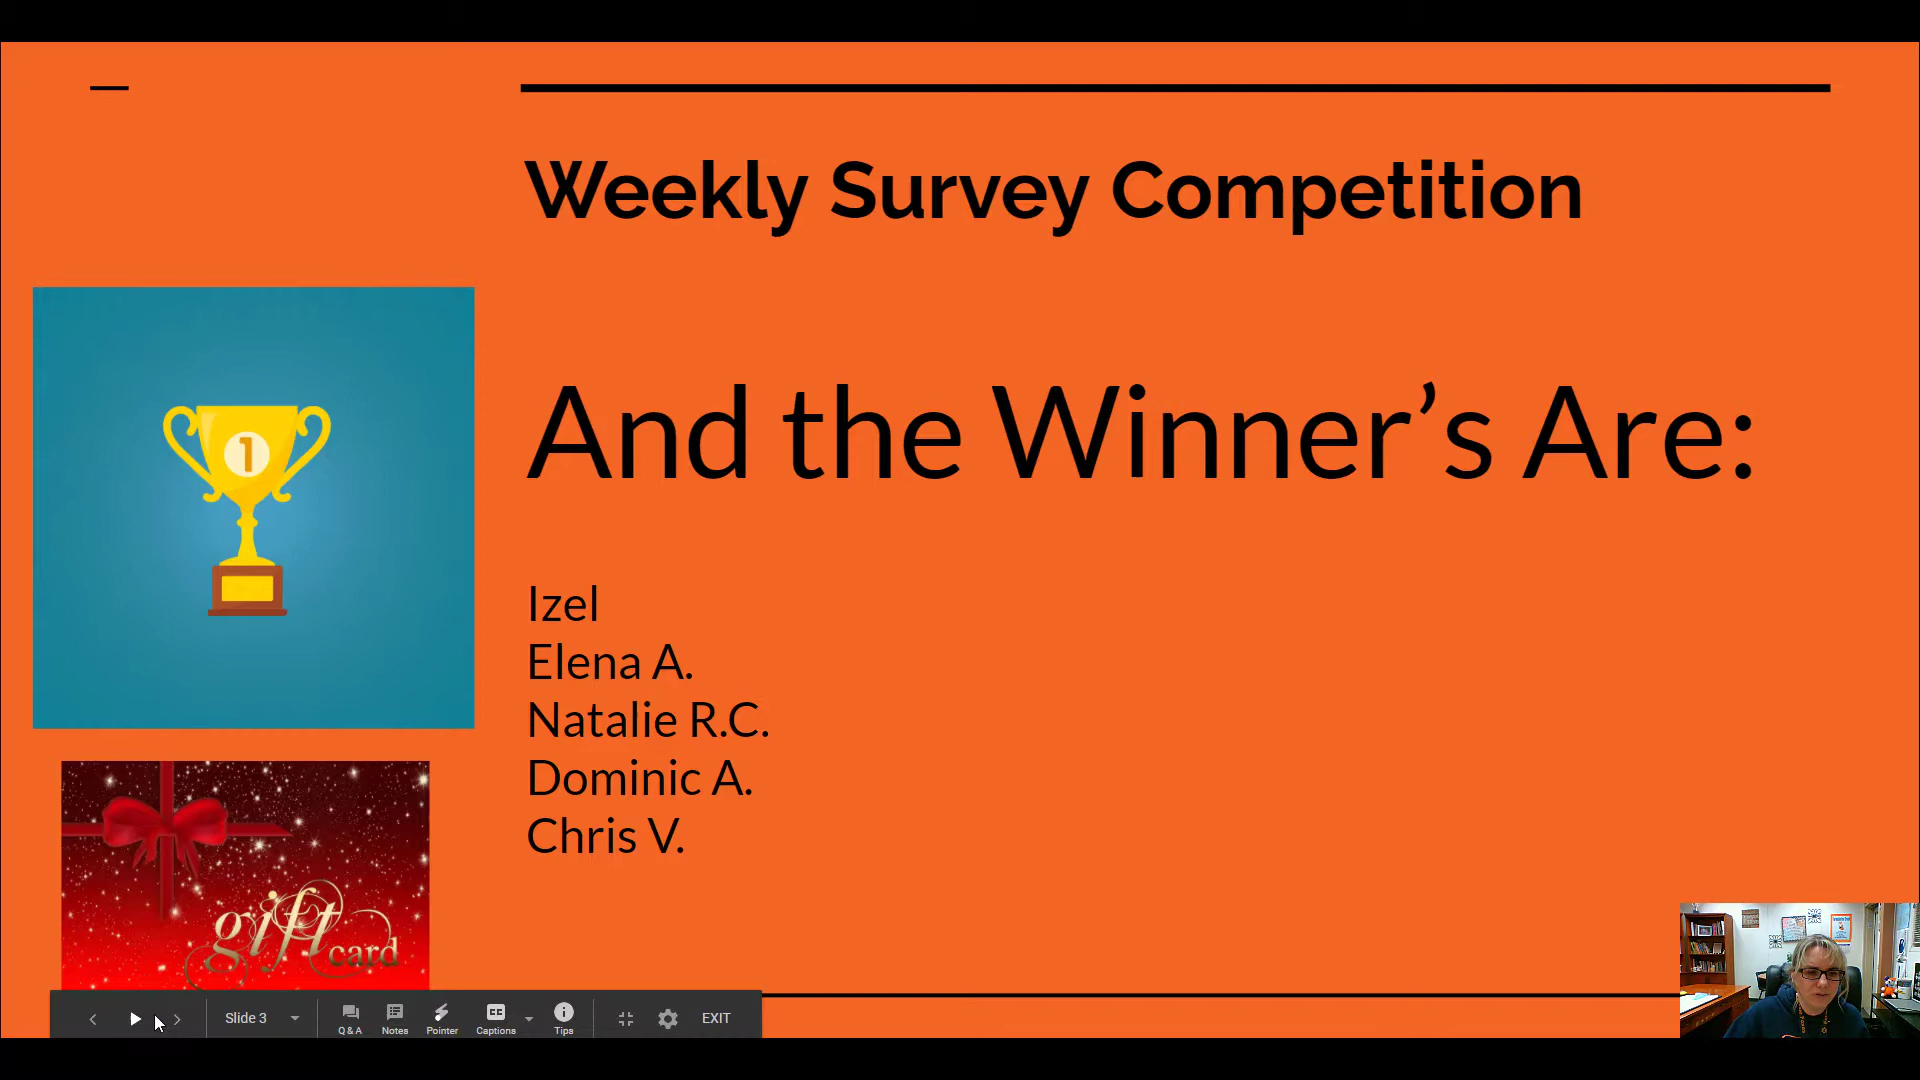 Weekly Survey Competition
And the Winner’s Are:
Izel
Elena A.
Natalie R.C.
Dominic A.
Chris V.
1
gift
card
Slide 3
Q & A
Notes
Pointer
CC
Captions
Tips
EXIT